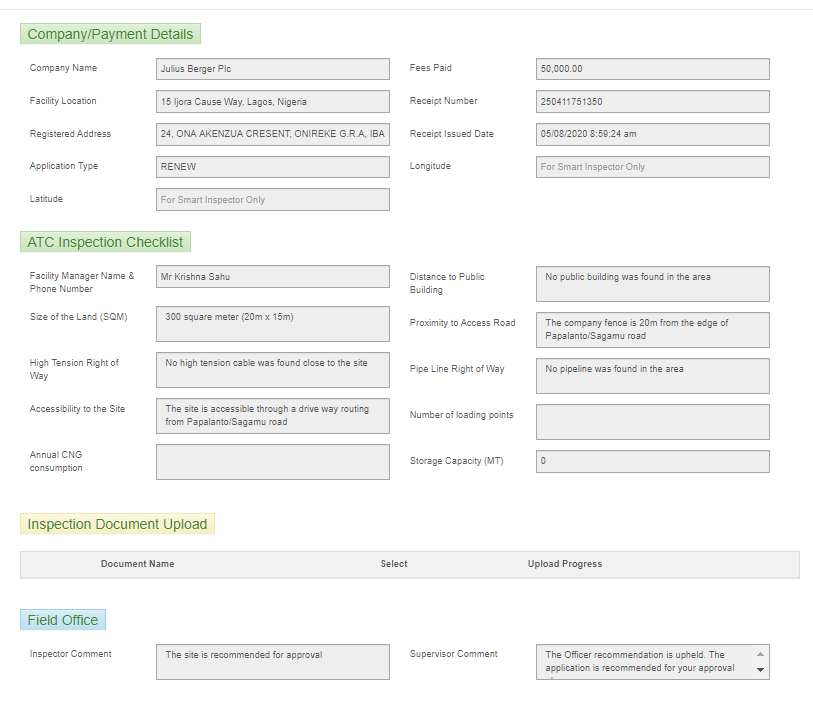 Company/Payment Details
Company Name
Julius Berger Plc
Fees Paid
50,000.00
Facility Location
15 Ijora Cause Way, Lagos, Nigeria
Receipt Number
250411751350
Registered Address
24, ONA AKENZUA CRESENT, ONIREKE G.R.A, IBA
Receipt Issued Date
05/08/2020 8:59:24 am
Application Type
RENEW
Longitude
For Smart Inspector Only
Latitude
For Smart Inspector Only
ATC Inspection Checklist
Facility Manager Name &
Phone Number
Mr Krishna Sahu
Distance to Public
Building
No public building was found in the area
Size of the Land (SQM)
300 square meter (20m x 15m)
Proximity to Access Road
The company fence is 20m from the edge of
Papalanto/Sagamu road
High Tension Right of
Way
No high tension cable was found close to the site
Pipe Line Right of Way
No pipeline was found in the area
Accessibility to the Site
The site is accessible through a drive way routing
from Papalanto/Sagamu road
Number of loading points
Annual CNG
consumption
Storage Capacity (MT)
0
Inspection Document Upload
Document Name
Select
Upload Progress
Field Office
Inspector Comment
The site is recommended for approval
Supervisor Comment
The Officer recommendation is upheld. The
application is recommended for your approval